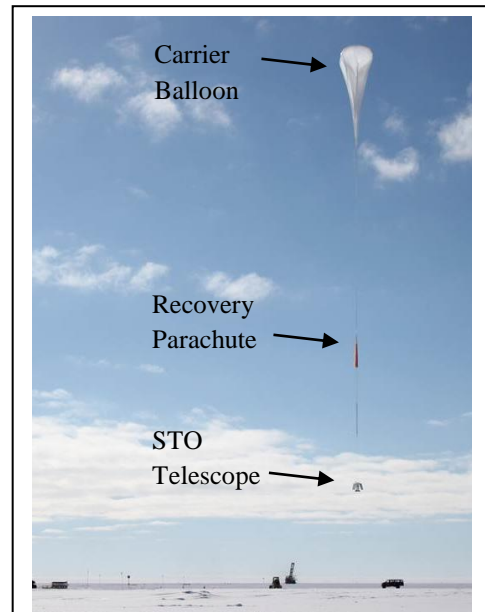 Carrier
Balloon
Recovery
Parachute
STO
Telescope